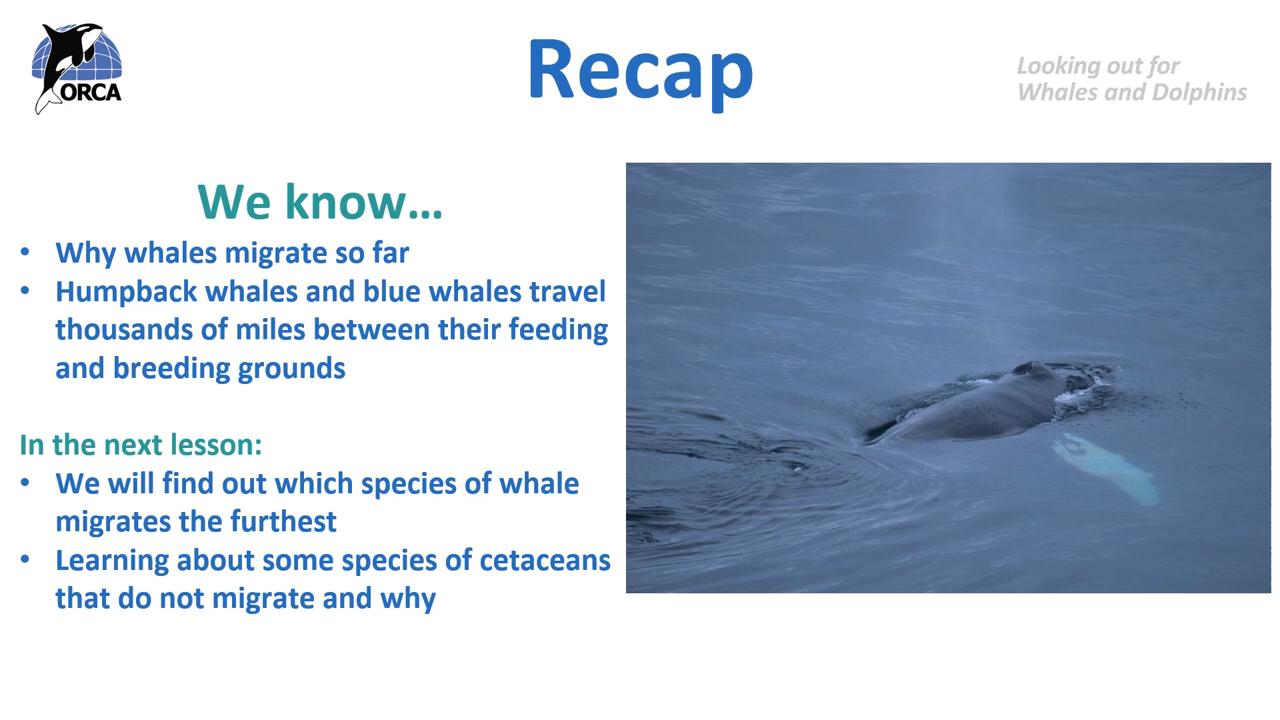 ORCA
Recap
Looking out for
Whales and Dolphins
We know…
• Why whales migrate so far
• Humpback whales and blue whales travel
thousands of miles between their feeding
and breeding grounds
In the next lesson:
• We will find out which species of whale
migrates the furthest
• Learning about some species of cetaceans
that do not migrate and why